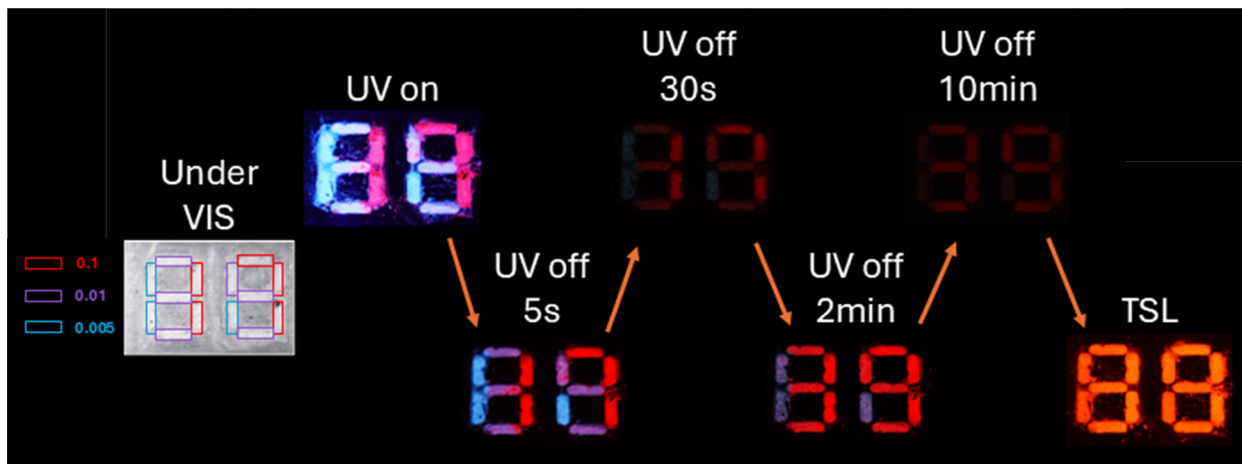 UV on
UV off
30s
UV off
10min
Under
VIS
0.1
0.01
0.005
UV off
5s
UV off
2min
TSL